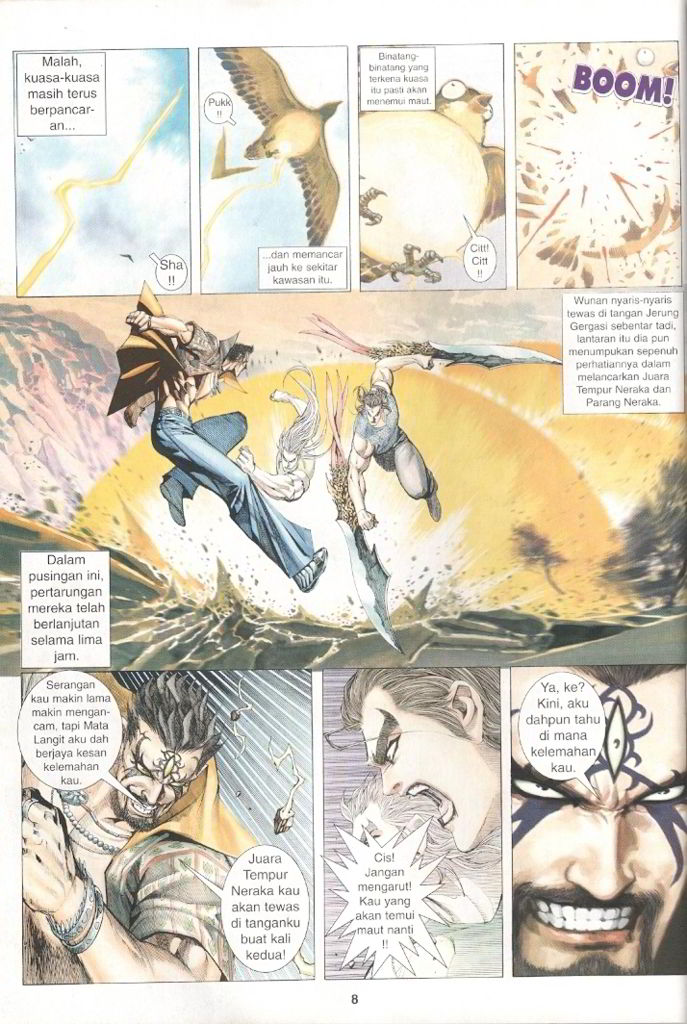 Malah,
kuasa-kuasa
masih terus
berpancar-
an...
Sha
!!
Pukk
!!
...dan memancar
jauh ke sekitar
kawasan itu.
Binatang-
binatang yang
terkena kuasa
itu pasti akan
menemui maut.
Citt!
Citt
!!
BOOM!
Wunan nyaris-nyaris
tewas di tangan Jerung
Gergasi sebentar tadi,
lantaran itu dia pun
menumpukan sepenuh
perhatiannya dalam
melancarkan Juara
Tempur Neraka dan
Parang Neraka.
Dalam
pusingan ini,
pertarungan
mereka telah
berlanjutan
selama lima
jam.
Serangan
kau makin lama
makin mengan-
cam, tapi Mata
Langit aku dah
berjaya kesan
kelemahan
kau.
Juara
Tempur
Neraka kau
akan tewas
di tanganku
buat kali
kedua!
Cis!
Jangan
mengarut!
Kau yang
akan temui
maut nanti
!!
Ya, ke?
Kini, aku
dahpun tahu
di mana
kelemahan
kau.
8